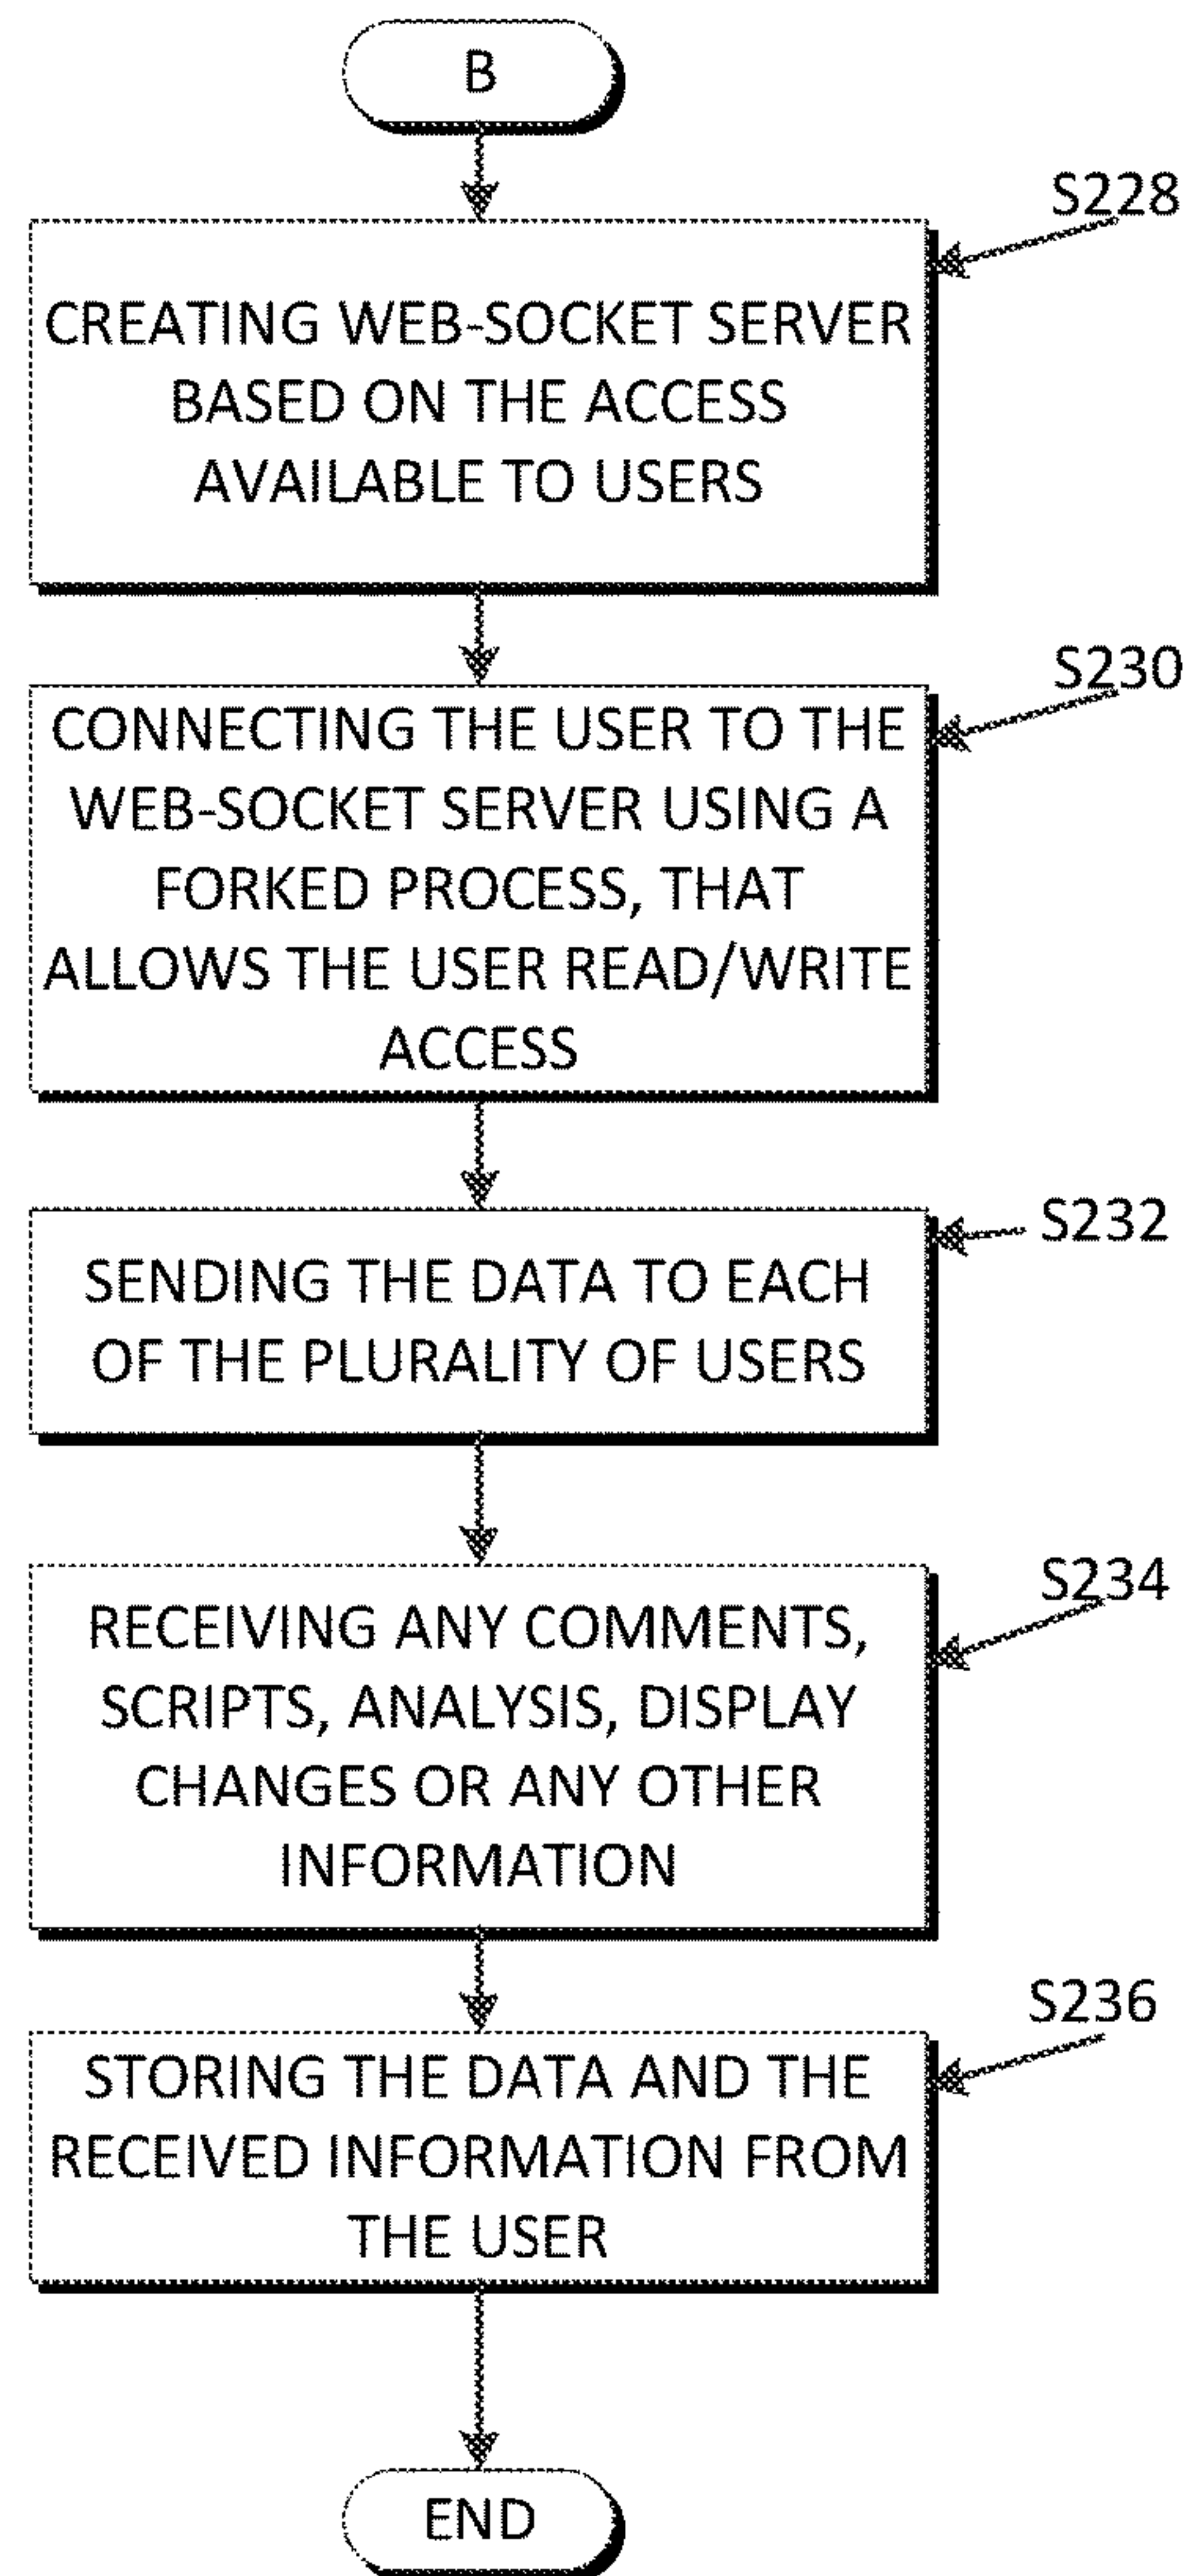 B
S228
CREATING WEB-SOCKET SERVER
BASED ON THE ACCESS
AVAILABLE TO USERS
S230
CONNECTING THE USER TO THE
WEB-SOCKET SERVER USING A
FORKED PROCESS, THAT
ALLOWS THE USER READ/WRITE
ACCESS
S232
SENDING THE DATA TO EACH
OF THE PLURALITY OF USERS
S234
RECEIVING ANY COMMENTS,
SCRIPTS, ANALYSIS, DISPLAY
CHANGES OR ANY OTHER
INFORMATION
S236
STORING THE DATA AND THE
RECEIVED INFORMATION FROM
THE USER
END